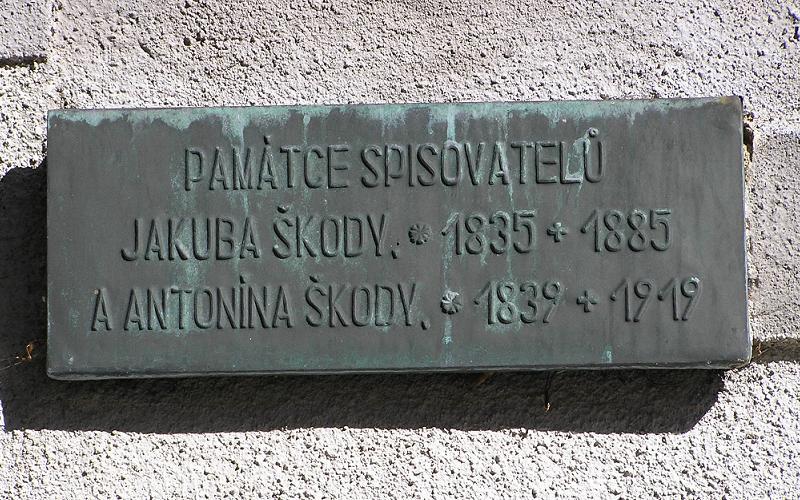 PAMÁTCE SPISOVATELŮ
JAKUBA ŠKODY, * 1835 + 1885
A ANTONÍNA ŠKODY, * 1839 + 1919